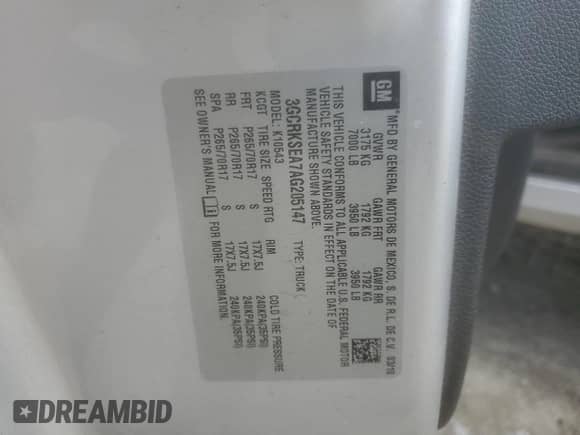 GM
MFD BY GENERAL MOTORS DE MEXICO, S. DE R.L. DE C.V. 03/10
GVWR GAWR FRT GAWR RR
3175 KG 1792 KG 1792 KG
7000 LB 3950 LB 3950 LB
THIS VEHICLE CONFORMS TO ALL APPLICABLE U.S. FEDERAL MOTOR
VEHICLE SAFETY STANDARDS IN EFFECT ON THE DATE OF
MANUFACTURE SHOWN ABOVE.
3GCRKSEA7AG205147 TYPE: TRUCK
MODEL: K10543
KCGT TIRE SIZE SPEED RTG RIM COLD TIRE PRESSURE
FRT P265/70R17 S 17X7.5J 240KPA(35PSI)
RR P265/70R17 S 17X7.5J 240KPA(35PSI)
SPA P265/70R17 S 17X7.5J 240KPA(35PSI)
SEE OWNER'S MANUAL FOR MORE INFORMATION.
DREAMBID